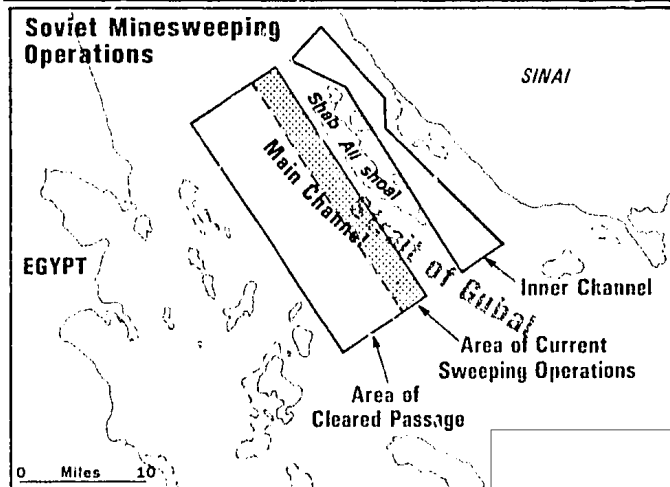 Soviet Minesweeping
Operations
SINAI
Shab Ali shoal
Main Channel
Strait of Gubal
EGYPT
Inner Channel
Area of Current
Sweeping Operations
Area of
Cleared Passage
0 Miles 10